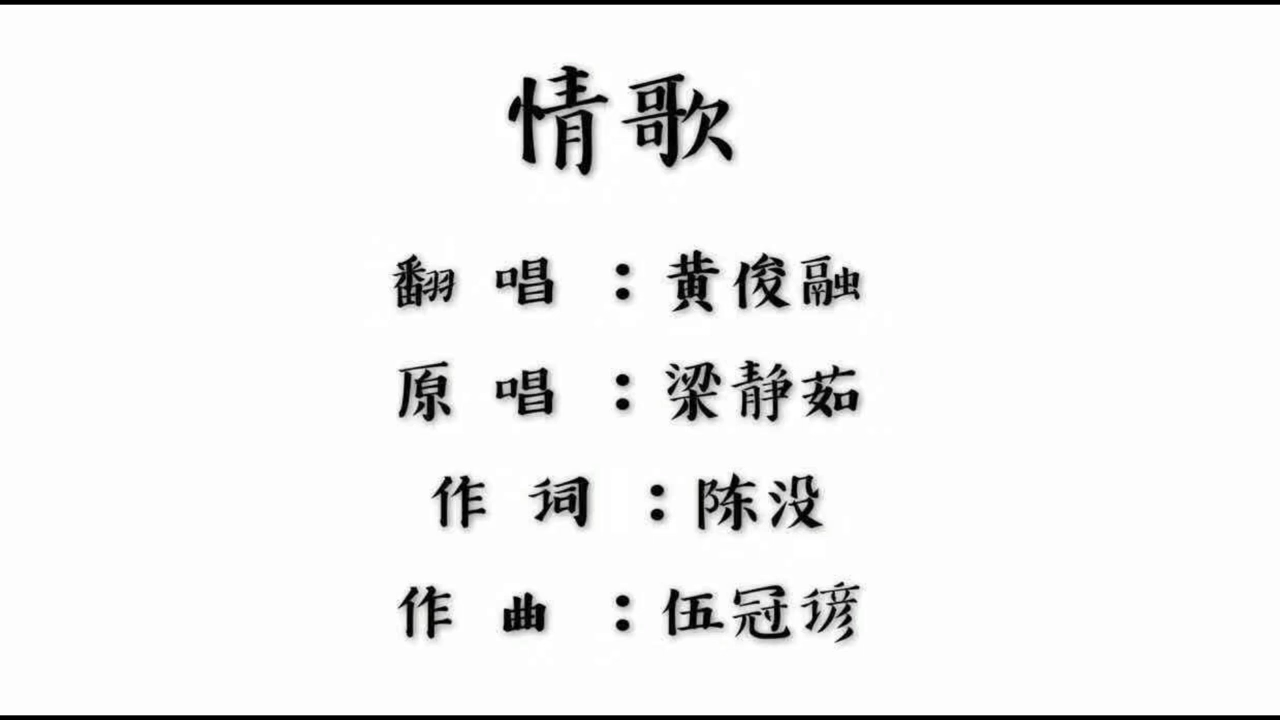 情歌
翻 唱 ：黄俊融
原 唱 ：梁静茹
作 词 ：陈没
作 曲 ：伍冠谚